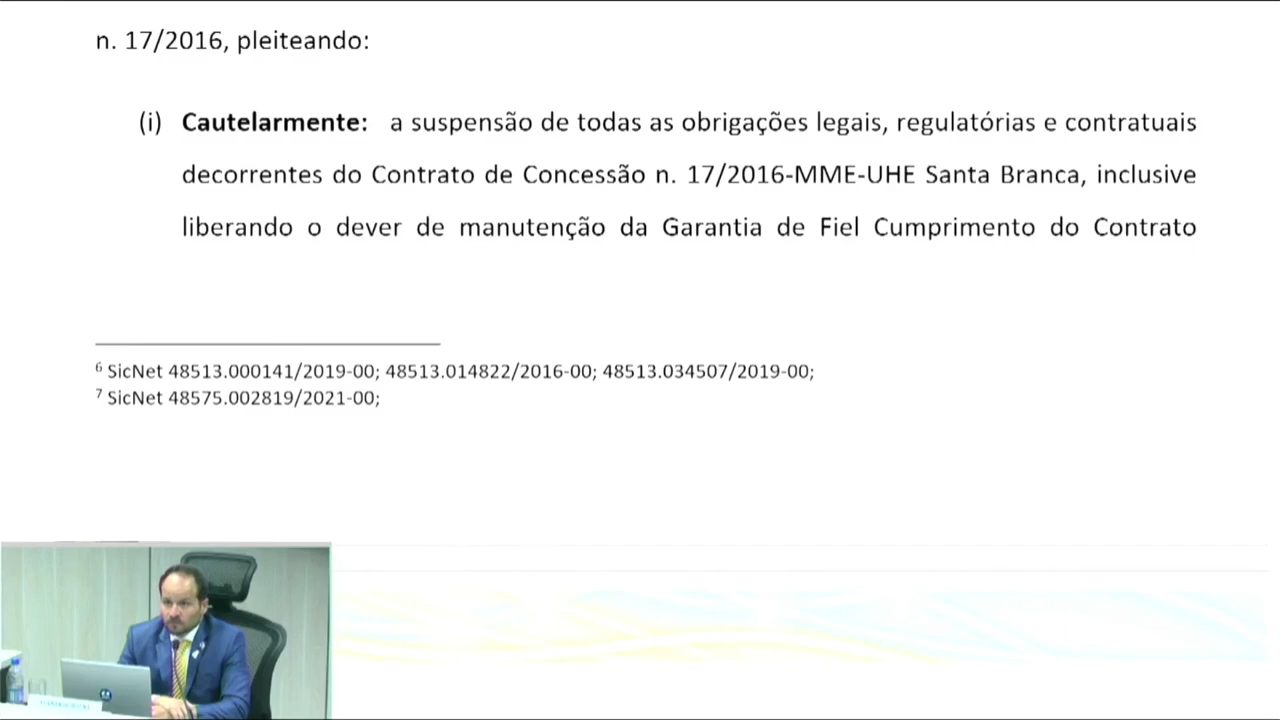 n. 17/2016, pleiteando:
(i) Cautelarmente: a suspensão de todas as obrigações legais, regulatórias e contratuais
decorrentes do Contrato de Concessão n. 17/2016-MME-UHE Santa Branca, inclusive
liberando o dever de manutenção da Garantia de Fiel Cumprimento do Contrato
⁶ SicNet 48513.000141/2019-00; 48513.014822/2016-00; 48513.034507/2019-00;
⁷ SicNet 48575.002819/2021-00;